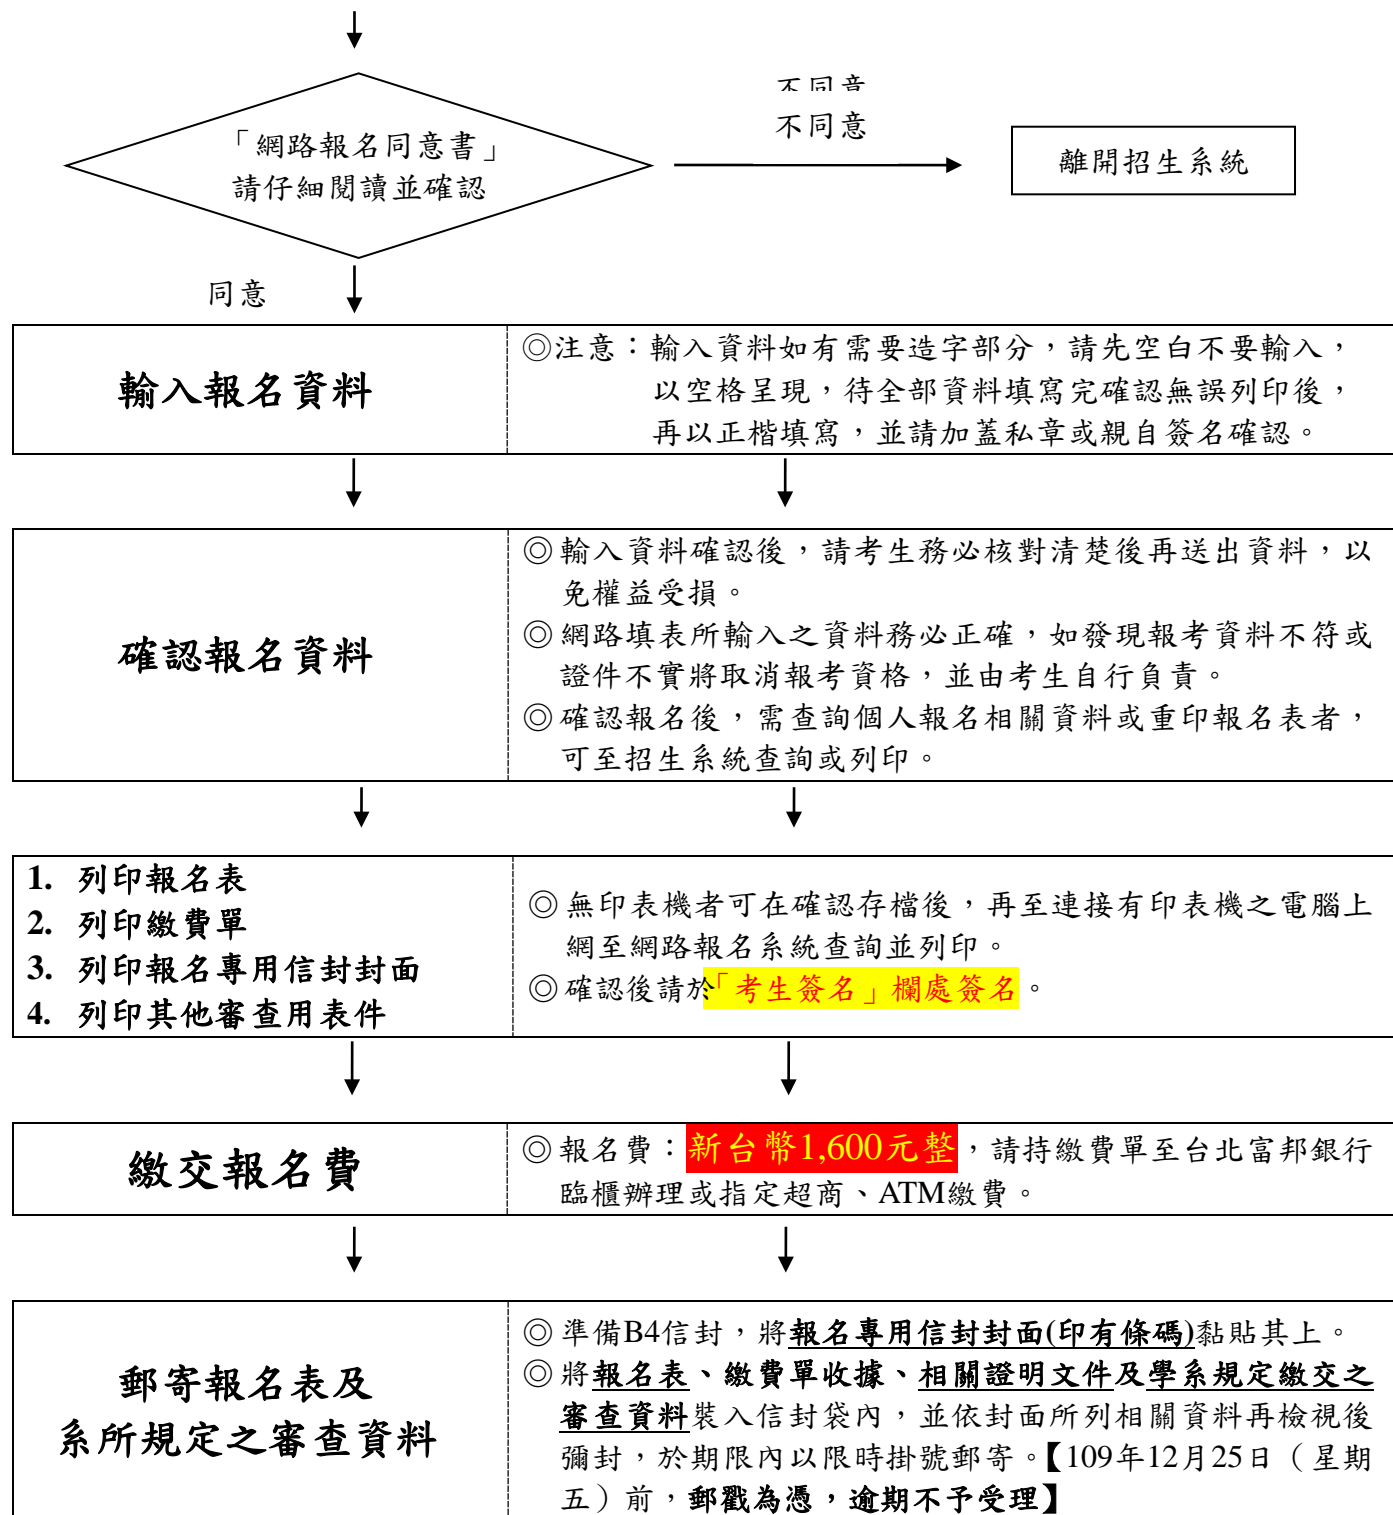 不同意
不同意
「網路報名同意書」
請仔細閱讀並確認
離開招生系統
同意
輸入報名資料
◎注意：輸入資料如有需要造字部分，請先空白不要輸入，
以空格呈現，待全部資料填寫完確認無誤列印後，
再以正楷填寫，並請加蓋私章或親自簽名確認。
確認報名資料
◎輸入資料確認後，請考生務必核對清楚後再送出資料，以
免權益受損。
◎網路填表所輸入之資料務必正確，如發現報考資料不符或
證件不實將取消報考資格，並由考生自行負責。
◎確認報名後，需查詢個人報名相關資料或重印報名表者，
可至招生系統查詢或列印。
1. 列印報名表
2. 列印繳費單
3. 列印報名專用信封封面
4. 列印其他審查用表件
◎無印表機者可在確認存檔後，再至連接有印表機之電腦上
網至網路報名系統查詢並列印。
◎確認後請於「考生簽名」欄處簽名。
繳交報名費
◎報名費：新台幣1,600元整，請持繳費單至台北富邦銀行
臨櫃辦理或指定超商、ATM繳費。
郵寄報名表及
系所規定之審查資料
◎準備B4信封，將報名專用信封封面(印有條碼)黏貼其上。
◎將報名表、繳費單收據、相關證明文件及學系規定繳交之
審查資料裝入信封袋內，並依封面所列相關資料再檢視後
彌封，於期限內以限時掛號郵寄。【109年12月25日（星期
五）前，郵戳為憑，逾期不予受理】